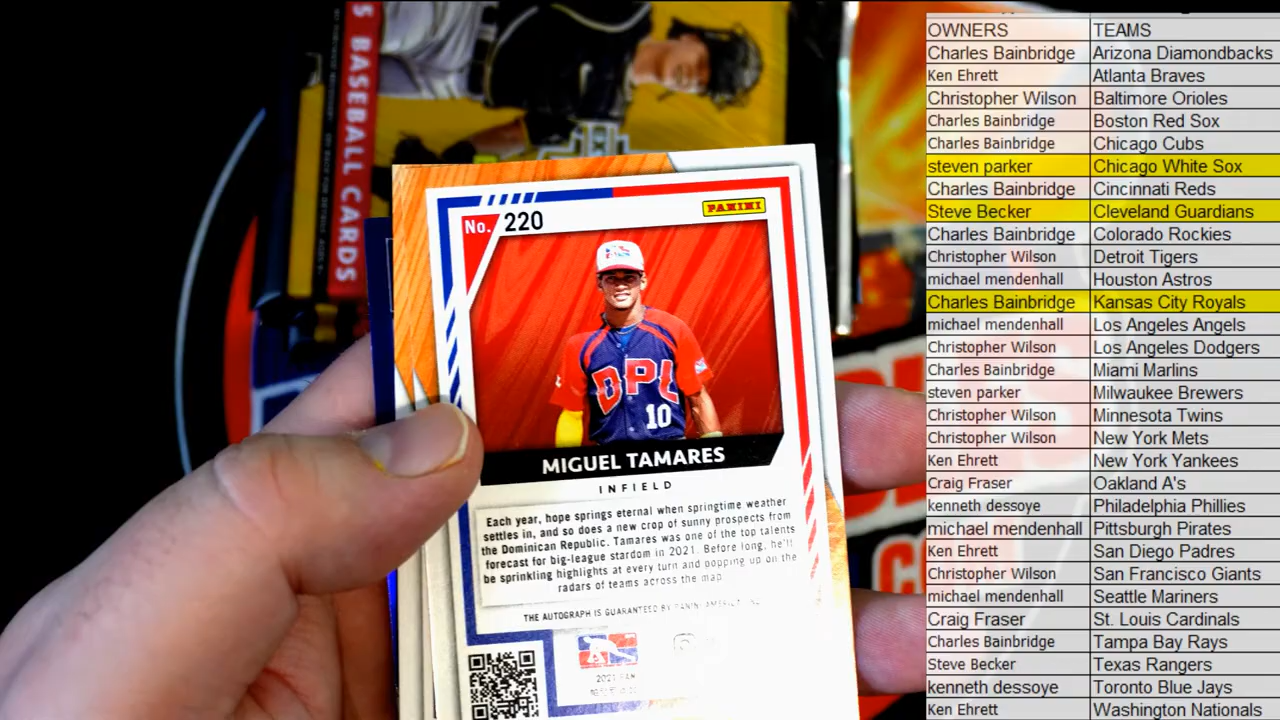 5 BASEBALL CARDS
No. 220
PANINI
DPL
10
MIGUEL TAMARES
INFIELD
Each year, hope springs eternal when springtime weather
settles in, and so does a new crop of sunny prospects from
the Dominican Republic. Tamares was one of the top talents
forecast for big-league stardom in 2021. Before long, he'll
be sprinkling highlights at every turn and popping up on the
radars of teams across the map.
THE AUTOGRAPH IS GUARANTEED BY PANINI AMERICA, INC.
OWNERS TEAMS
Charles Bainbridge Arizona Diamondbacks
Ken Ehrett Atlanta Braves
Christopher Wilson Baltimore Orioles
Charles Bainbridge Boston Red Sox
Charles Bainbridge Chicago Cubs
steven parker Chicago White Sox
Charles Bainbridge Cincinnati Reds
Steve Becker Cleveland Guardians
Charles Bainbridge Colorado Rockies
Christopher Wilson Detroit Tigers
michael mendenhall Houston Astros
Charles Bainbridge Kansas City Royals
michael mendenhall Los Angeles Angels
Christopher Wilson Los Angeles Dodgers
Charles Bainbridge Miami Marlins
steven parker Milwaukee Brewers
Christopher Wilson Minnesota Twins
Christopher Wilson New York Mets
Ken Ehrett New York Yankees
Craig Fraser Oakland A's
kenneth dessoye Philadelphia Phillies
michael mendenhall Pittsburgh Pirates
Ken Ehrett San Diego Padres
Christopher Wilson San Francisco Giants
michael mendenhall Seattle Mariners
Craig Fraser St. Louis Cardinals
Charles Bainbridge Tampa Bay Rays
Steve Becker Texas Rangers
kenneth dessoye Toronto Blue Jays
Ken Ehrett Washington Nationals